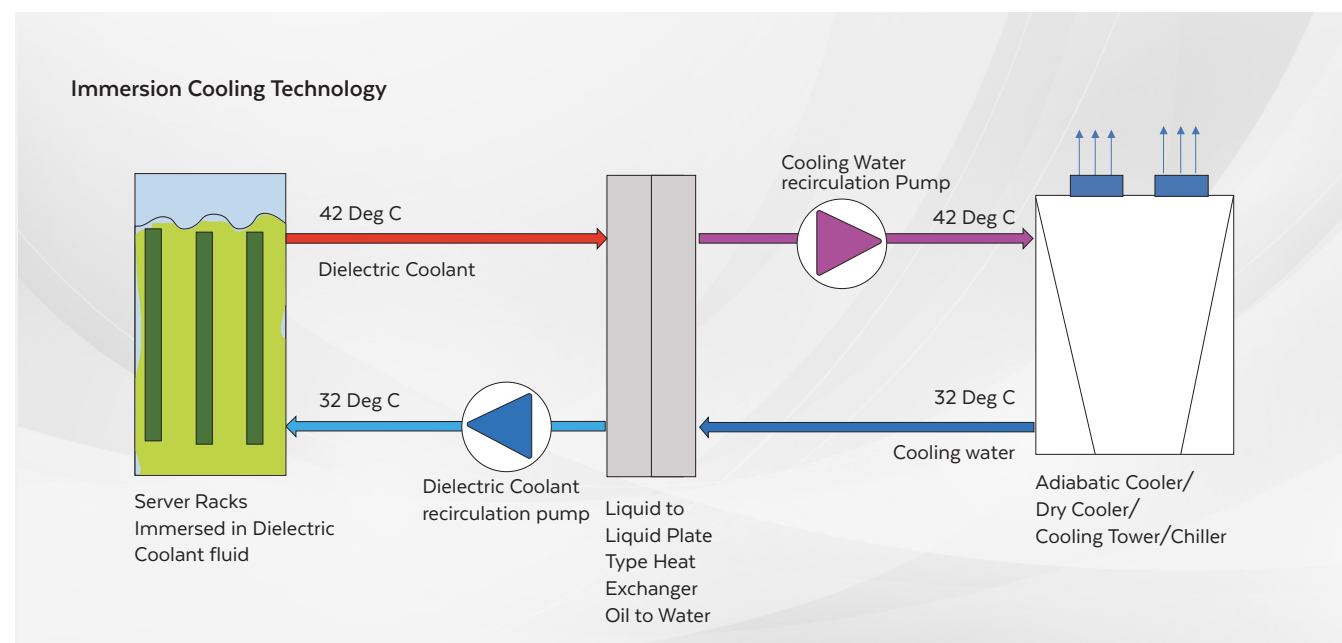 Immersion Cooling Technology
Cooling Water
recirculation Pump
42 Deg C
42 Deg C
Dielectric Coolant
32 Deg C
32 Deg C
Cooling water
Server Racks
Immersed in Dielectric
Coolant fluid
Dielectric Coolant
recirculation pump
Liquid to
Liquid Plate
Type Heat
Exchanger
Oil to Water
Adiabatic Cooler/
Dry Cooler/
Cooling Tower/Chiller